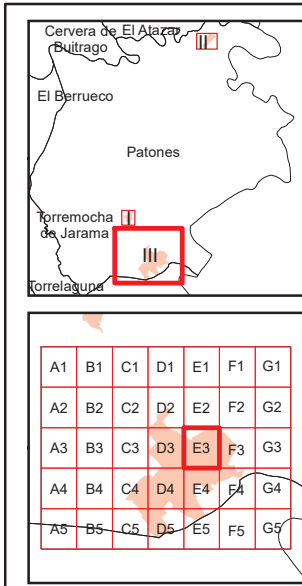 Cervera de El Atazar
Buitrago
II
El Berrueco
Patones
Torremocha
de Jarama
I
III
Torrelaguna
A1 B1 C1 D1 E1 F1 G1
A2 B2 C2 D2 E2 F2 G2
A3 B3 C3 D3 E3 F3 G3
A4 B4 C4 D4 E4 F4 G4
A5 B5 C5 D5 E5 F5 G5